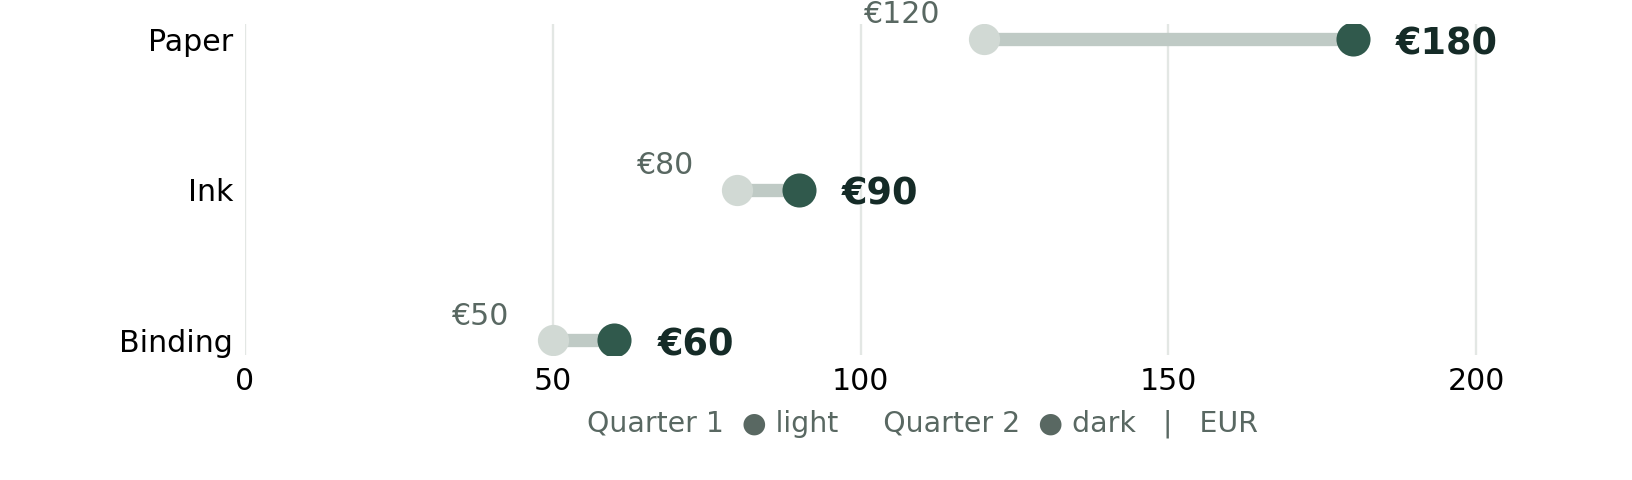 €120
Paper €180
€80
Ink €90
€50
Binding €60
0 50 100 150 200
Quarter 1 ● light Quarter 2 ● dark | EUR